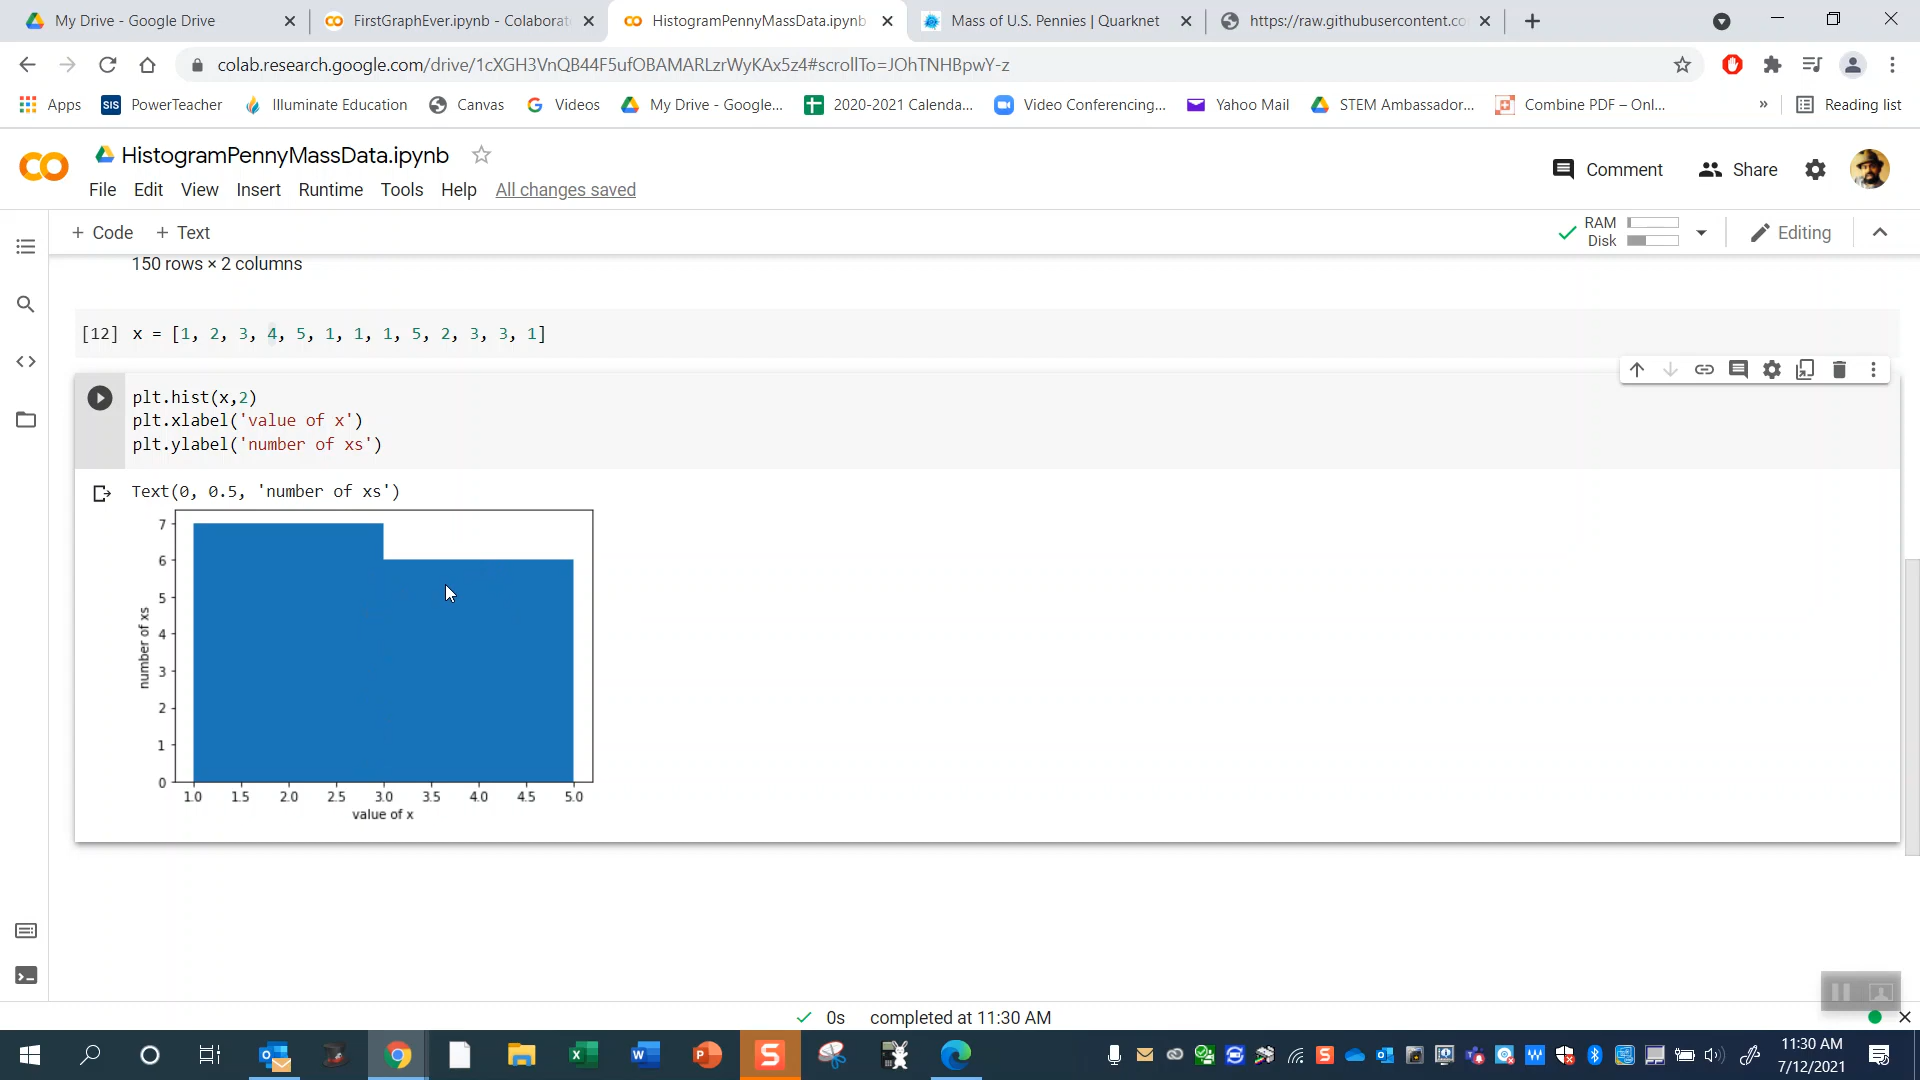 My Drive - Google Drive
FirstGraphEver.ipynb - Colaborat
HistogramPennyMassData.ipynb
Mass of U.S. Pennies | Quarknet
https://raw.githubusercontent.co
colab.research.google.com/drive/1cXGH3VnQB44F5ufOBAMARLzrWyKAx5z4#scrollTo=JOhTNHBpwY-z
Apps
SIS PowerTeacher
Illuminate Education
Canvas
Videos
My Drive - Google...
2020-2021 Calenda...
Video Conferencing...
Yahoo Mail
STEM Ambassador...
Combine PDF – Onl...
»
Reading list
HistogramPennyMassData.ipynb
Comment
Share
File Edit View Insert Runtime Tools Help All changes saved
+ Code + Text
RAM
Disk
Editing
150 rows × 2 columns
[12] x = [1, 2, 3, 4, 5, 1, 1, 1, 5, 2, 3, 3, 1]
plt.hist(x,2)
plt.xlabel('value of x')
plt.ylabel('number of xs')
Text(0, 0.5, 'number of xs')
7
6
5
4
3
2
1
0
number of xs
1.0 1.5 2.0 2.5 3.0 3.5 4.0 4.5 5.0
value of x
0s completed at 11:30 AM
11:30 AM
7/12/2021